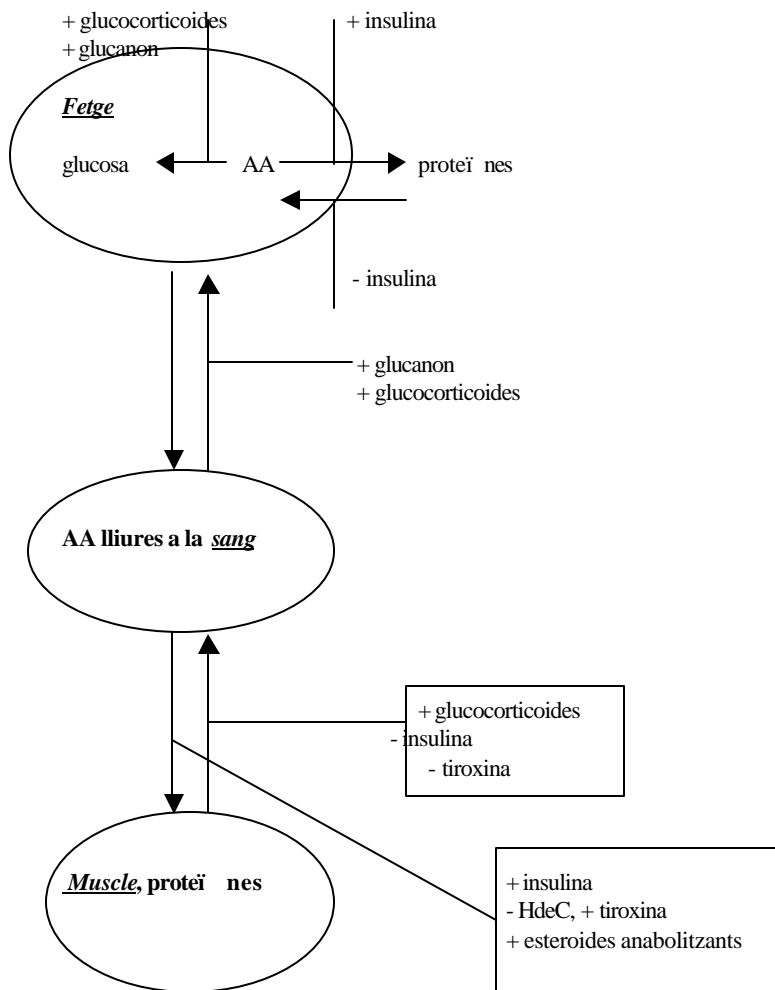 + glucocorticoides
+ insulina
+ glucanon
Fetge
glucosa AA proteï nes
- insulina
+ glucanon
+ glucocorticoides
AA lliures a la sang
+ glucocorticoides
- insulina
- tiroxina
Muscle, proteï nes
+ insulina
- HdeC, + tiroxina
+ esteroides anabolitzants